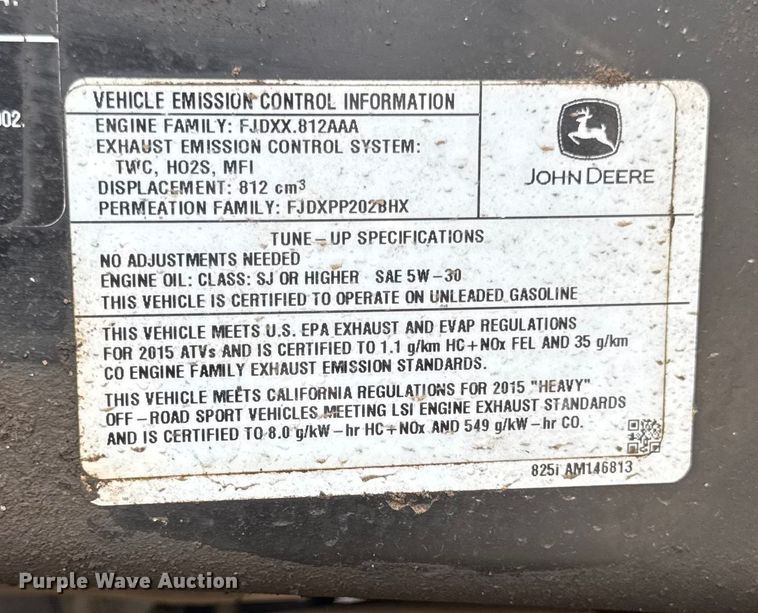 002.
VEHICLE EMISSION CONTROL INFORMATION
ENGINE FAMILY: FJDXX.812AAA
EXHAUST EMISSION CONTROL SYSTEM:
TWC, HO2S, MFI
DISPLACEMENT: 812 cm³
PERMEATION FAMILY: FJDXPP202BHX
JOHN DEERE
TUNE-UP SPECIFICATIONS
NO ADJUSTMENTS NEEDED
ENGINE OIL: CLASS: SJ OR HIGHER SAE 5W-30
THIS VEHICLE IS CERTIFIED TO OPERATE ON UNLEADED GASOLINE
THIS VEHICLE MEETS U.S. EPA EXHAUST AND EVAP REGULATIONS
FOR 2015 ATVs AND IS CERTIFIED TO 1.1 g/km HC+NOx FEL AND 35 g/km
CO ENGINE FAMILY EXHAUST EMISSION STANDARDS.
THIS VEHICLE MEETS CALIFORNIA REGULATIONS FOR 2015 "HEAVY"
OFF-ROAD SPORT VEHICLES MEETING LSI ENGINE EXHAUST STANDARDS
AND IS CERTIFIED TO 8.0 g/kW-hr HC+NOx AND 549 g/kW-hr CO.
825i AM146813
Purple Wave Auction